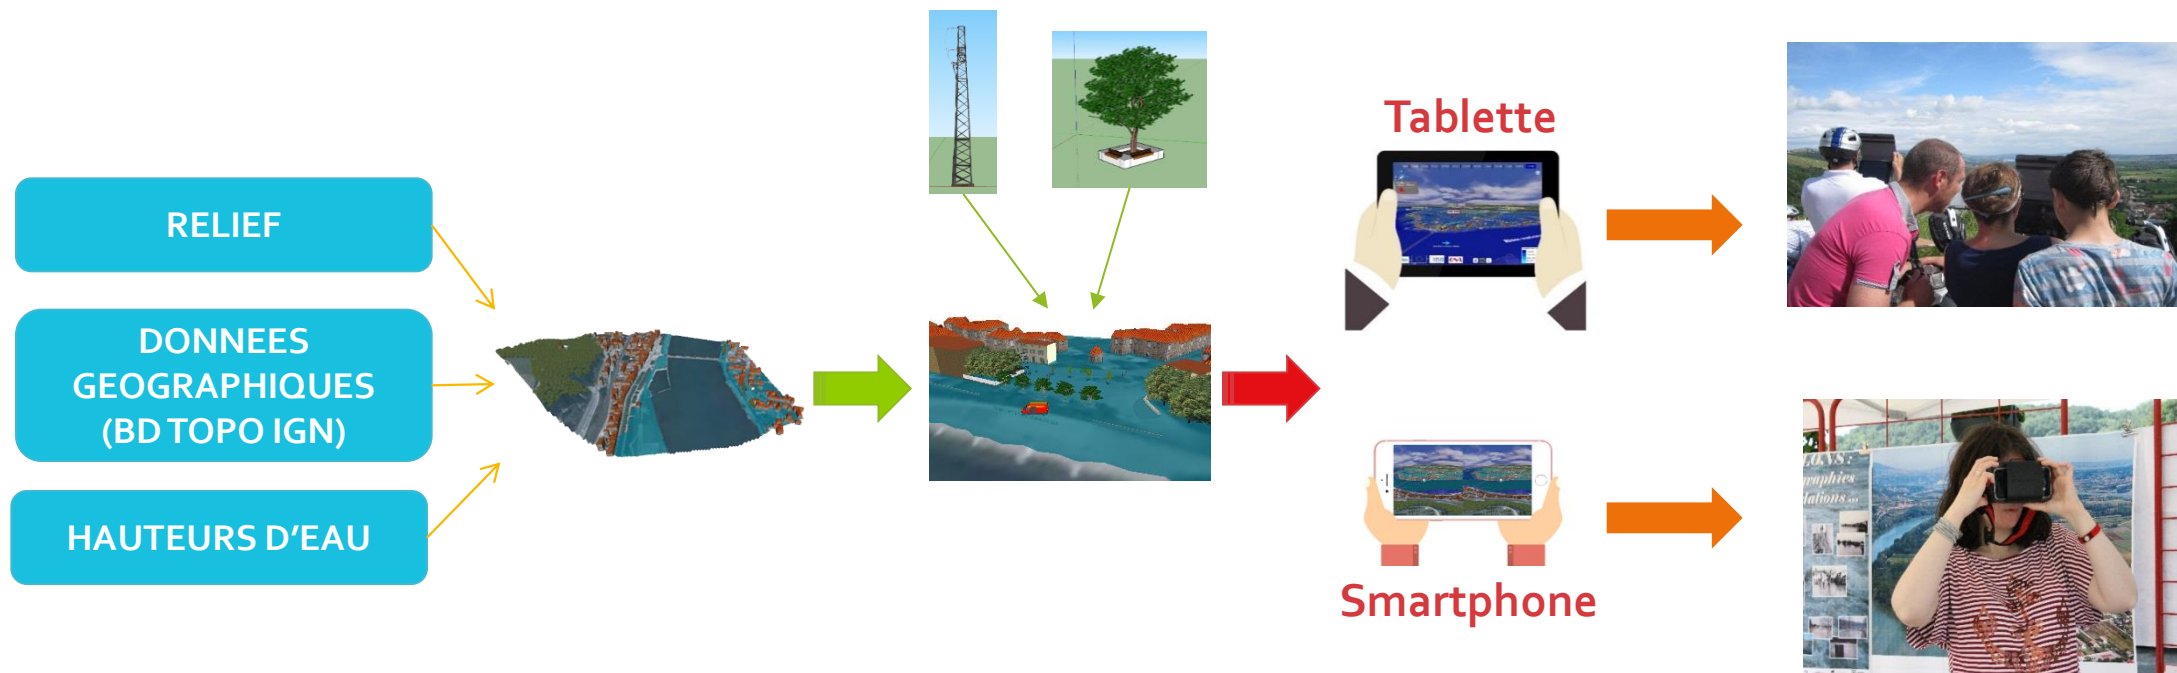 RELIEF
DONNEES
GEOGRAPHIQUES
(BD TOPO IGN)
HAUTEURS D’EAU
Tablette
Smartphone